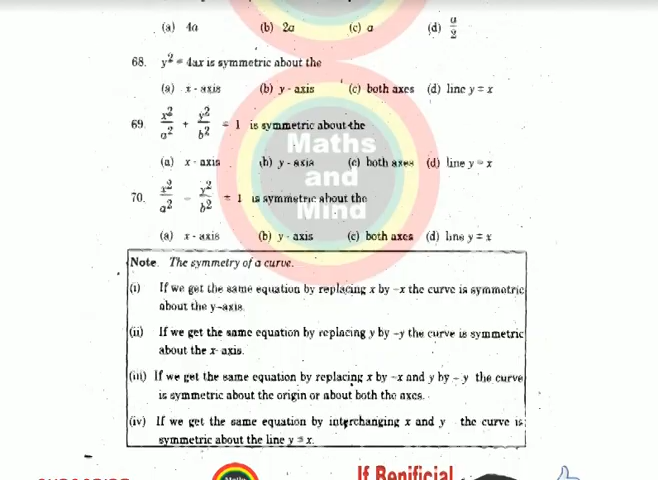 (a) 4a (b) 2a (c) a (d) a/2
68. y² = 4ax is symmetric about the
(a) x - axis (b) y - axis (c) both axes (d) line y = x
69. x²/a² + y²/b² = 1 is symmetric about the
Maths
(a) x - axis (b) y - axis (c) both axes (d) line y = x
and
70. x²/a² − y²/b² = 1 is symmetric about the
Mind
(a) x - axis (b) y - axis (c) both axes (d) line y = x
Note. The symmetry of a curve.
(i) If we get the same equation by replacing x by −x the curve is symmetric
about the y−axis.
(ii) If we get the same equation by replacing y by −y the curve is symmetric
about the x- axis.
(iii) If we get the same equation by replacing x by −x and y by − y the curve
is symmetric about the origin or about both the axes.
(iv) If we get the same equation by interchanging x and y the curve is
symmetric about the line y = x.
If Benificial